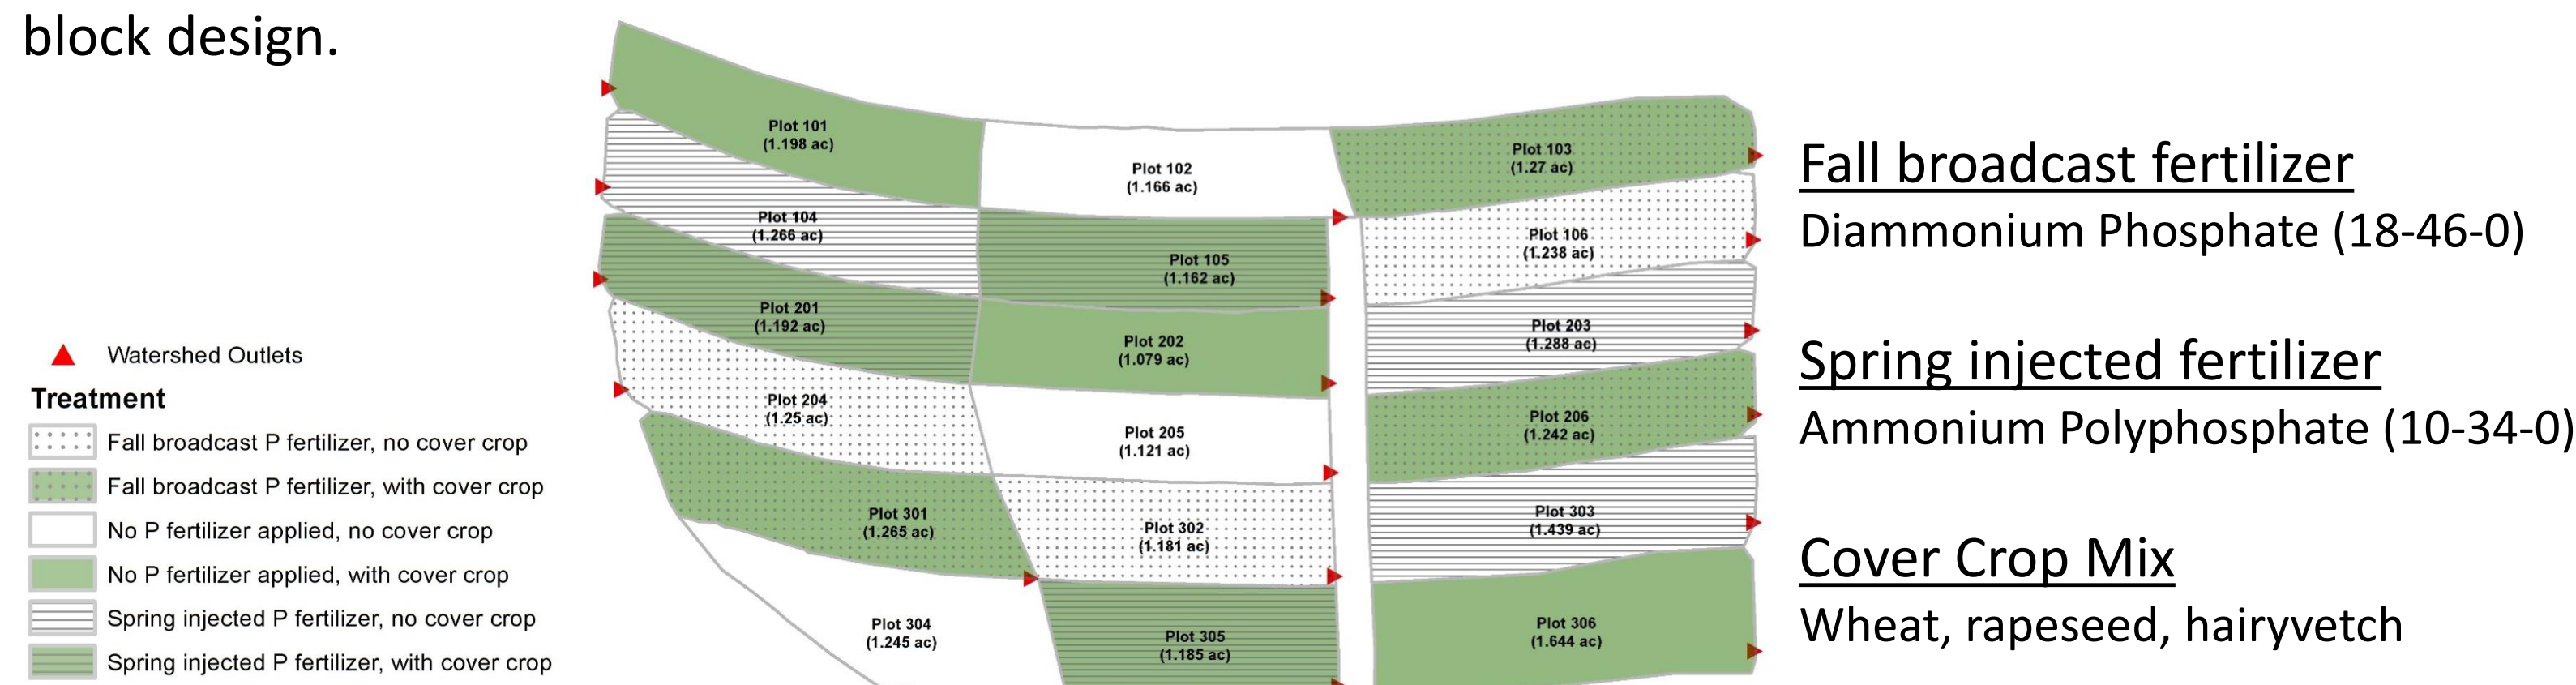 block design.
Plot 101
(1.198 ac)
Plot 102
(1.166 ac)
Plot 103
(1.27 ac)
Plot 104
(1.266 ac)
Plot 105
(1.162 ac)
Plot 106
(1.238 ac)
Plot 201
(1.192 ac)
Plot 202
(1.079 ac)
Plot 203
(1.288 ac)
Plot 204
(1.25 ac)
Plot 205
(1.121 ac)
Plot 206
(1.242 ac)
Plot 301
(1.265 ac)
Plot 302
(1.181 ac)
Plot 303
(1.439 ac)
Plot 304
(1.245 ac)
Plot 305
(1.185 ac)
Plot 306
(1.644 ac)
Watershed Outlets
Treatment
Fall broadcast P fertilizer, no cover crop
Fall broadcast P fertilizer, with cover crop
No P fertilizer applied, no cover crop
No P fertilizer applied, with cover crop
Spring injected P fertilizer, no cover crop
Spring injected P fertilizer, with cover crop
Fall broadcast fertilizer
Diammonium Phosphate (18-46-0)
Spring injected fertilizer
Ammonium Polyphosphate (10-34-0)
Cover Crop Mix
Wheat, rapeseed, hairyvetch